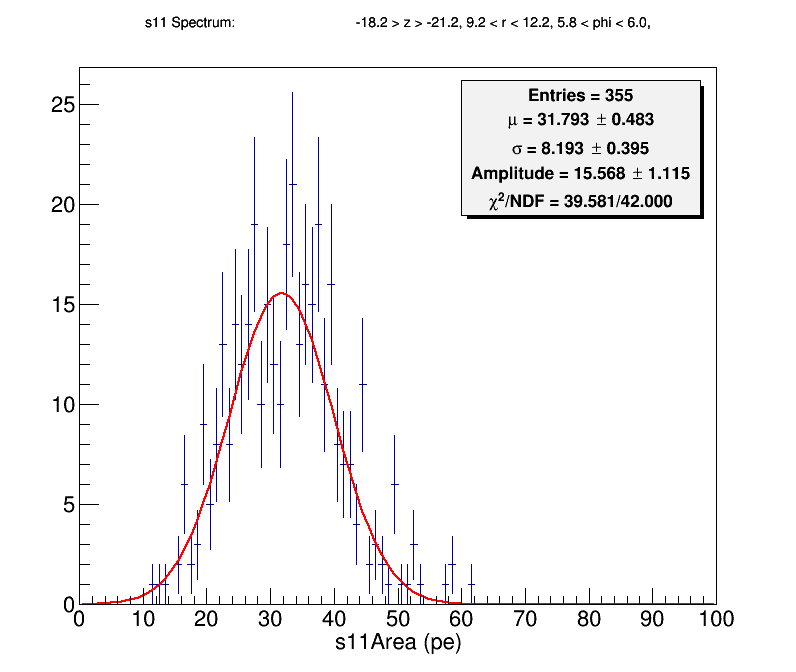 s11 Spectrum: -18.2 > z > -21.2, 9.2 < r < 12.2, 5.8 < phi < 6.0,
Entries = 355
μ = 31.793 ± 0.483
σ = 8.193 ± 0.395
Amplitude = 15.568 ± 1.115
χ²/NDF = 39.581/42.000
25
20
15
10
5
0
0 10 20 30 40 50 60 70 80 90 100
s11Area (pe)